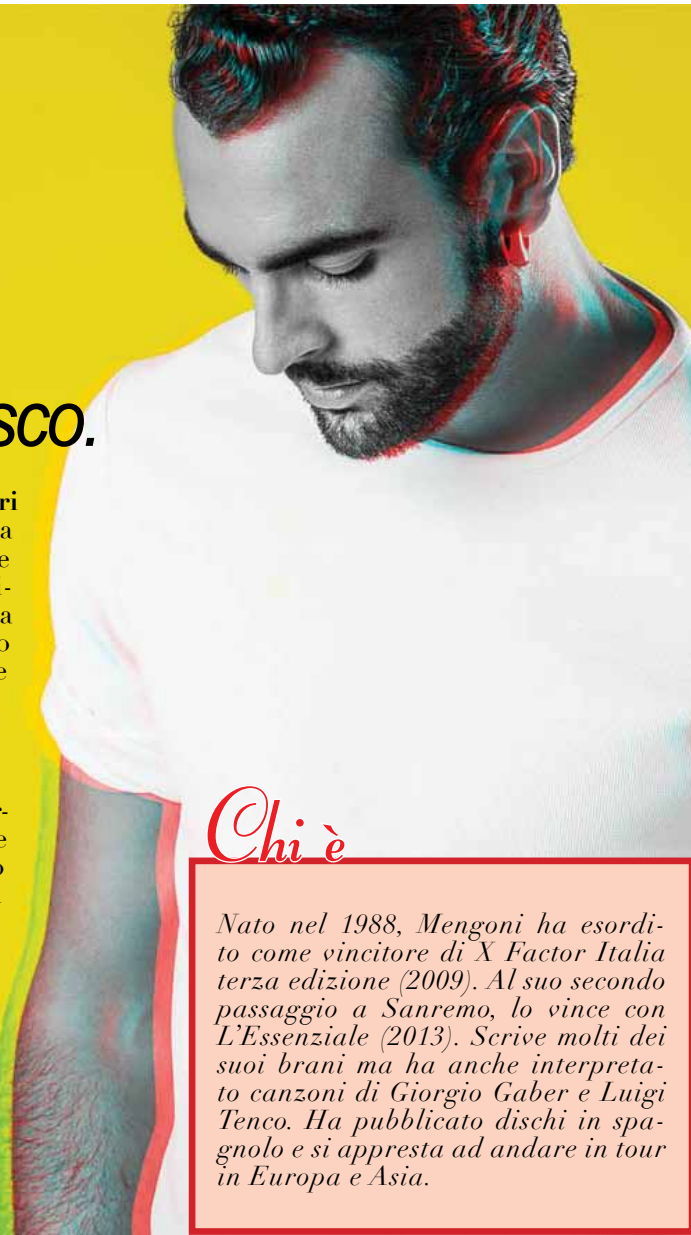 SCO.
ri
a
e
i-
a
o
e
r-
e
o
Chi è
Nato nel 1988, Mengoni ha esordi-
to come vincitore di X Factor Italia
terza edizione (2009). Al suo secondo
passaggio a Sanremo, lo vince con
L'Essenziale (2013). Scrive molti dei
suoi brani ma ha anche interpreta-
to canzoni di Giorgio Gaber e Luigi
Tenco. Ha pubblicato dischi in spa-
gnolo e si appresta ad andare in tour
in Europa e Asia.